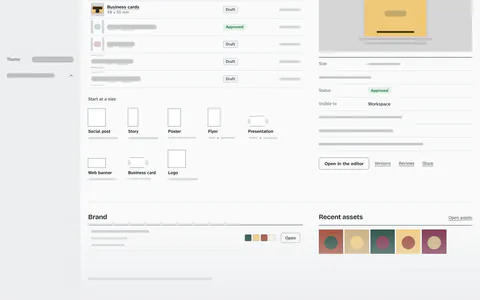 Theme
Business cards
88 × 55 mm
Draft
Approved
Draft
Draft
Draft
Start at a size
Social post
Story
Poster
Flyer
Presentation
Web banner
Business card
Logo
Brand
Open
Size
Status
Approved
Visible to
Workspace
Open in the editor
Versions
Reviews
Share
Recent assets
Open assets